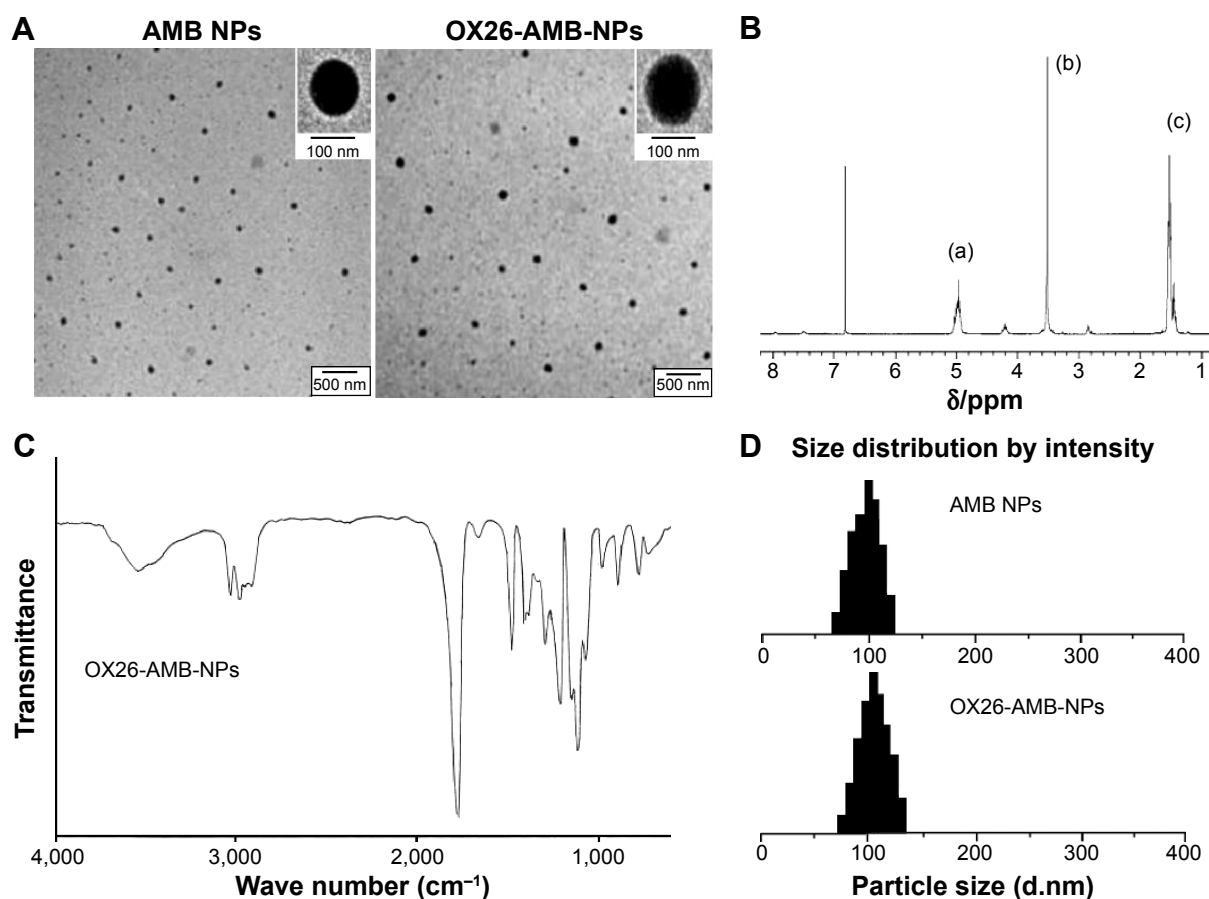 A
AMB NPs
OX26-AMB-NPs
100 nm
100 nm
500 nm
500 nm
B
(a)
(b)
(c)
8 7 6 5 4 3 2 1
δ/ppm
C
Transmittance
OX26-AMB-NPs
4,000 3,000 2,000 1,000
Wave number (cm⁻¹)
D Size distribution by intensity
AMB NPs
0 100 200 300 400
OX26-AMB-NPs
0 100 200 300 400
Particle size (d.nm)